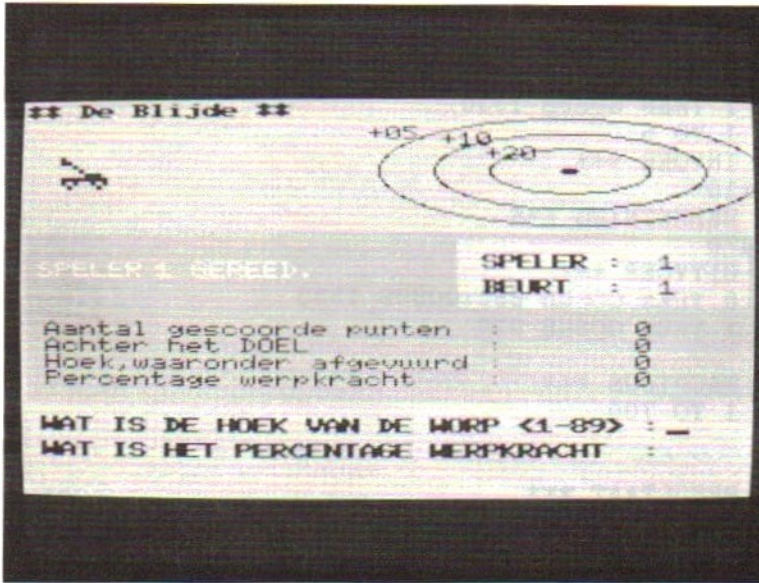 ** De Blijde **
+05
+10
+20
SPELER 1 GEREED.
SPELER : 1
BEURT : 1
Aantal gescoorde punten : 0
Achter het DOEL : 0
Hoek,waaronder afgevuurd : 0
Percentage werpkracht : 0
WAT IS DE HOEK VAN DE WORP <1-89> :_
WAT IS HET PERCENTAGE WERPKRACHT :